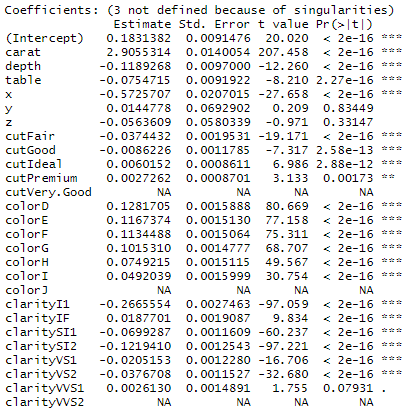 Coefficients: (3 not defined because of singularities)
Estimate Std. Error t value Pr(>|t|)
(Intercept) 0.1831382 0.0091476 20.020 < 2e-16 ***
carat 2.9055314 0.0140054 207.458 < 2e-16 ***
depth -0.1189268 0.0097000 -12.260 < 2e-16 ***
table -0.0754715 0.0091922 -8.210 2.27e-16 ***
x -0.5725707 0.0207015 -27.658 < 2e-16 ***
y 0.0144778 0.0692902 0.209 0.83449
z -0.0563609 0.0580339 -0.971 0.33147
cutFair -0.0374432 0.0019531 -19.171 < 2e-16 ***
cutGood -0.0086226 0.0011785 -7.317 2.58e-13 ***
cutIdeal 0.0060152 0.0008611 6.986 2.88e-12 ***
cutPremium 0.0027262 0.0008701 3.133 0.00173 **
cutVery.Good NA NA NA NA
colorD 0.1281705 0.0015888 80.669 < 2e-16 ***
colorE 0.1167374 0.0015130 77.158 < 2e-16 ***
colorF 0.1134488 0.0015064 75.311 < 2e-16 ***
colorG 0.1015310 0.0014777 68.707 < 2e-16 ***
colorH 0.0749215 0.0015115 49.567 < 2e-16 ***
colorI 0.0492039 0.0015999 30.754 < 2e-16 ***
colorJ NA NA NA NA
clarityI1 -0.2665554 0.0027463 -97.059 < 2e-16 ***
clarityIF 0.0187701 0.0019087 9.834 < 2e-16 ***
claritySI1 -0.0699287 0.0011609 -60.237 < 2e-16 ***
claritySI2 -0.1219410 0.0012543 -97.221 < 2e-16 ***
clarityVS1 -0.0205153 0.0012280 -16.706 < 2e-16 ***
clarityVS2 -0.0376708 0.0011527 -32.680 < 2e-16 ***
clarityVVS1 0.0026130 0.0014891 1.755 0.07931 .
clarityVVS2 NA NA NA NA